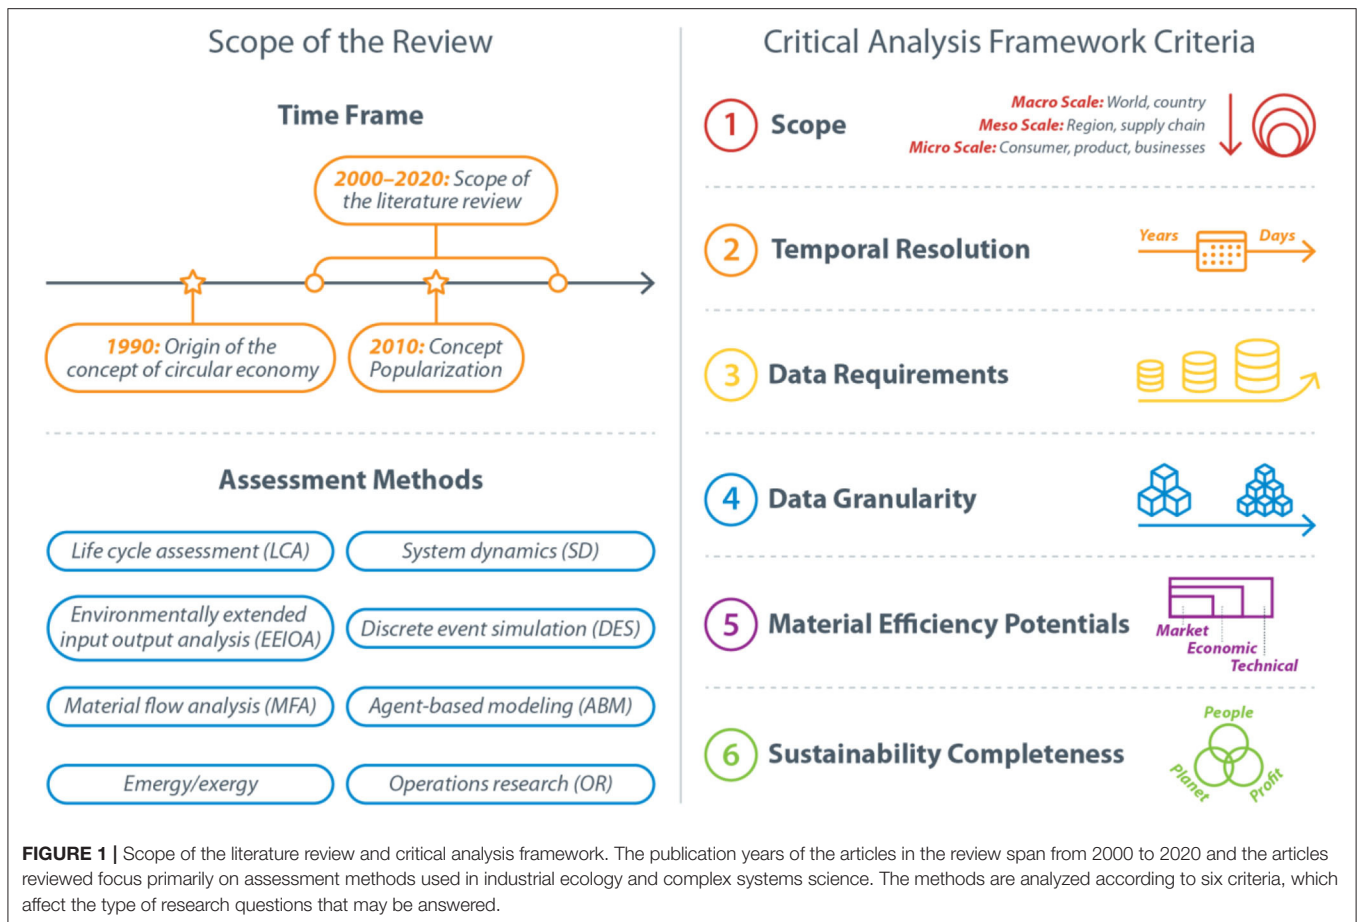 Scope of the Review
Time Frame
2000–2020: Scope of
the literature review
1990: Origin of the
concept of circular economy
2010: Concept
Popularization
Assessment Methods
Life cycle assessment (LCA)
System dynamics (SD)
Environmentally extended
input output analysis (EEIOA)
Discrete event simulation (DES)
Material flow analysis (MFA)
Agent-based modeling (ABM)
Emergy/exergy
Operations research (OR)
Critical Analysis Framework Criteria
1 Scope
Macro Scale: World, country
Meso Scale: Region, supply chain
Micro Scale: Consumer, product, businesses
2 Temporal Resolution
Years Days
3 Data Requirements
4 Data Granularity
5 Material Efficiency Potentials
Market
Economic
Technical
6 Sustainability Completeness
People
Planet
Profit
FIGURE 1 | Scope of the literature review and critical analysis framework. The publication years of the articles in the review span from 2000 to 2020 and the articles
reviewed focus primarily on assessment methods used in industrial ecology and complex systems science. The methods are analyzed according to six criteria, which
affect the type of research questions that may be answered.